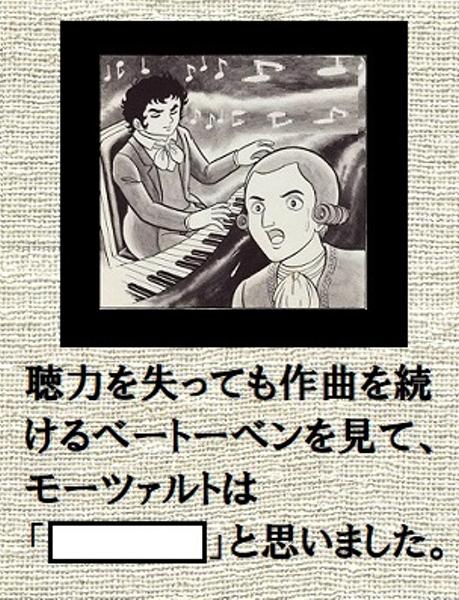 聴力を失っても作曲を続
けるベートーベンを見て、
モーツァルトは
「　　　　」と思いました。